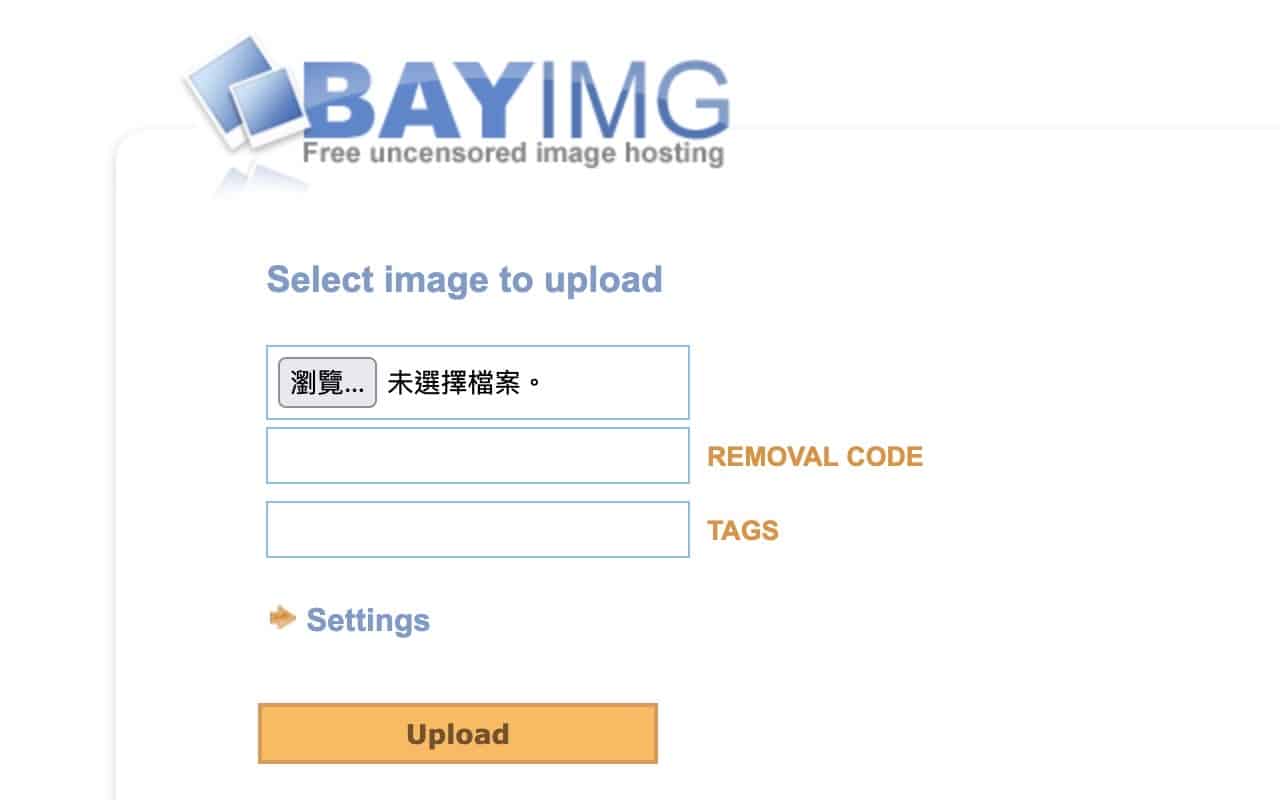 BAYIMG
Free uncensored image hosting
Select image to upload
瀏覽... 未選擇檔案。
REMOVAL CODE
TAGS
Settings
Upload